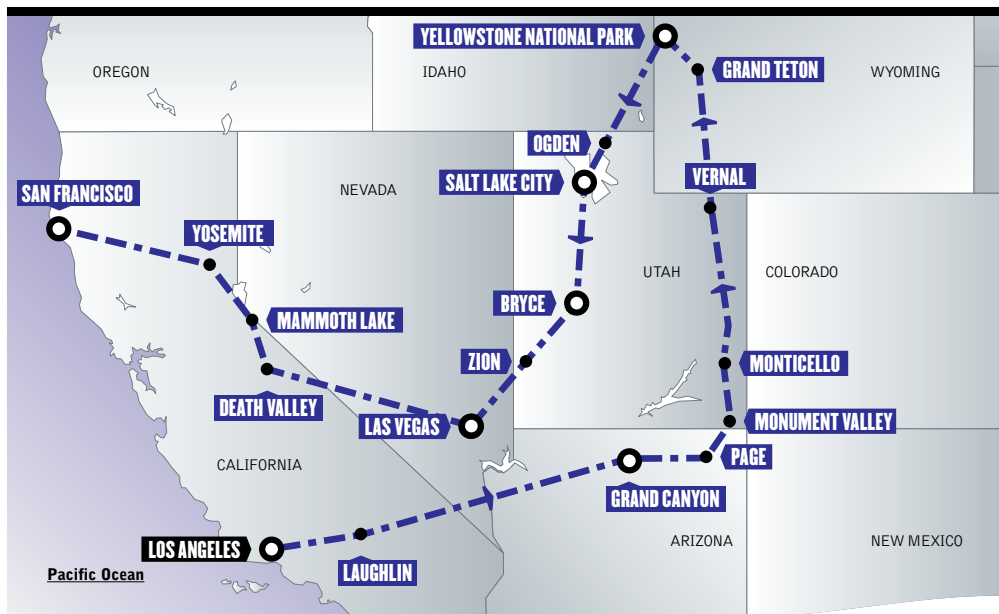 YELLOWSTONE NATIONAL PARK
OREGON
IDAHO
GRAND TETON
WYOMING
OGDEN
SALT LAKE CITY
VERNAL
SAN FRANCISCO
NEVADA
YOSEMITE
UTAH
COLORADO
BRYCE
MAMMOTH LAKE
ZION
MONTICELLO
DEATH VALLEY
LAS VEGAS
MONUMENT VALLEY
PAGE
CALIFORNIA
GRAND CANYON
ARIZONA
NEW MEXICO
LOS ANGELES
LAUGHLIN
Pacific Ocean